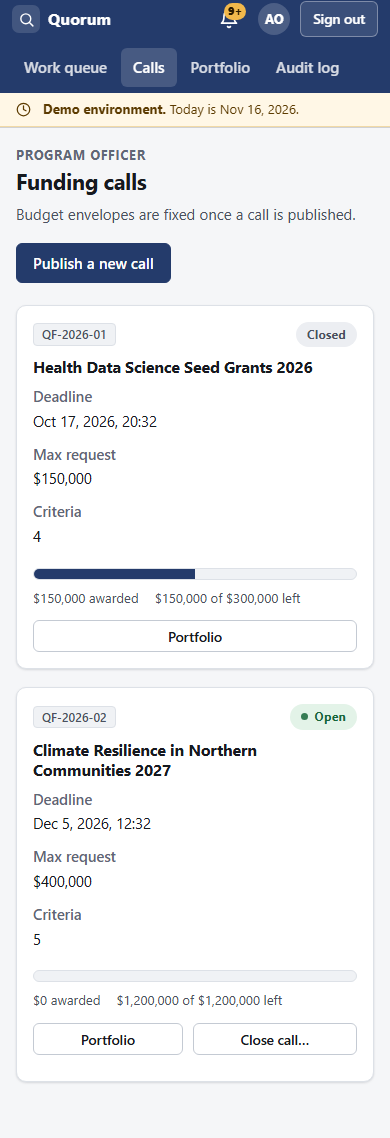 Quorum
9+
AO
Sign out
Work queue
Calls
Portfolio
Audit log
Demo environment. Today is Nov 16, 2026.
PROGRAM OFFICER
Funding calls
Budget envelopes are fixed once a call is published.
Publish a new call
QF-2026-01
Closed
Health Data Science Seed Grants 2026
Deadline
Oct 17, 2026, 20:32
Max request
$150,000
Criteria
4
$150,000 awarded
$150,000 of $300,000 left
Portfolio
QF-2026-02
Open
Climate Resilience in Northern
Communities 2027
Deadline
Dec 5, 2026, 12:32
Max request
$400,000
Criteria
5
$0 awarded
$1,200,000 of $1,200,000 left
Portfolio
Close call...